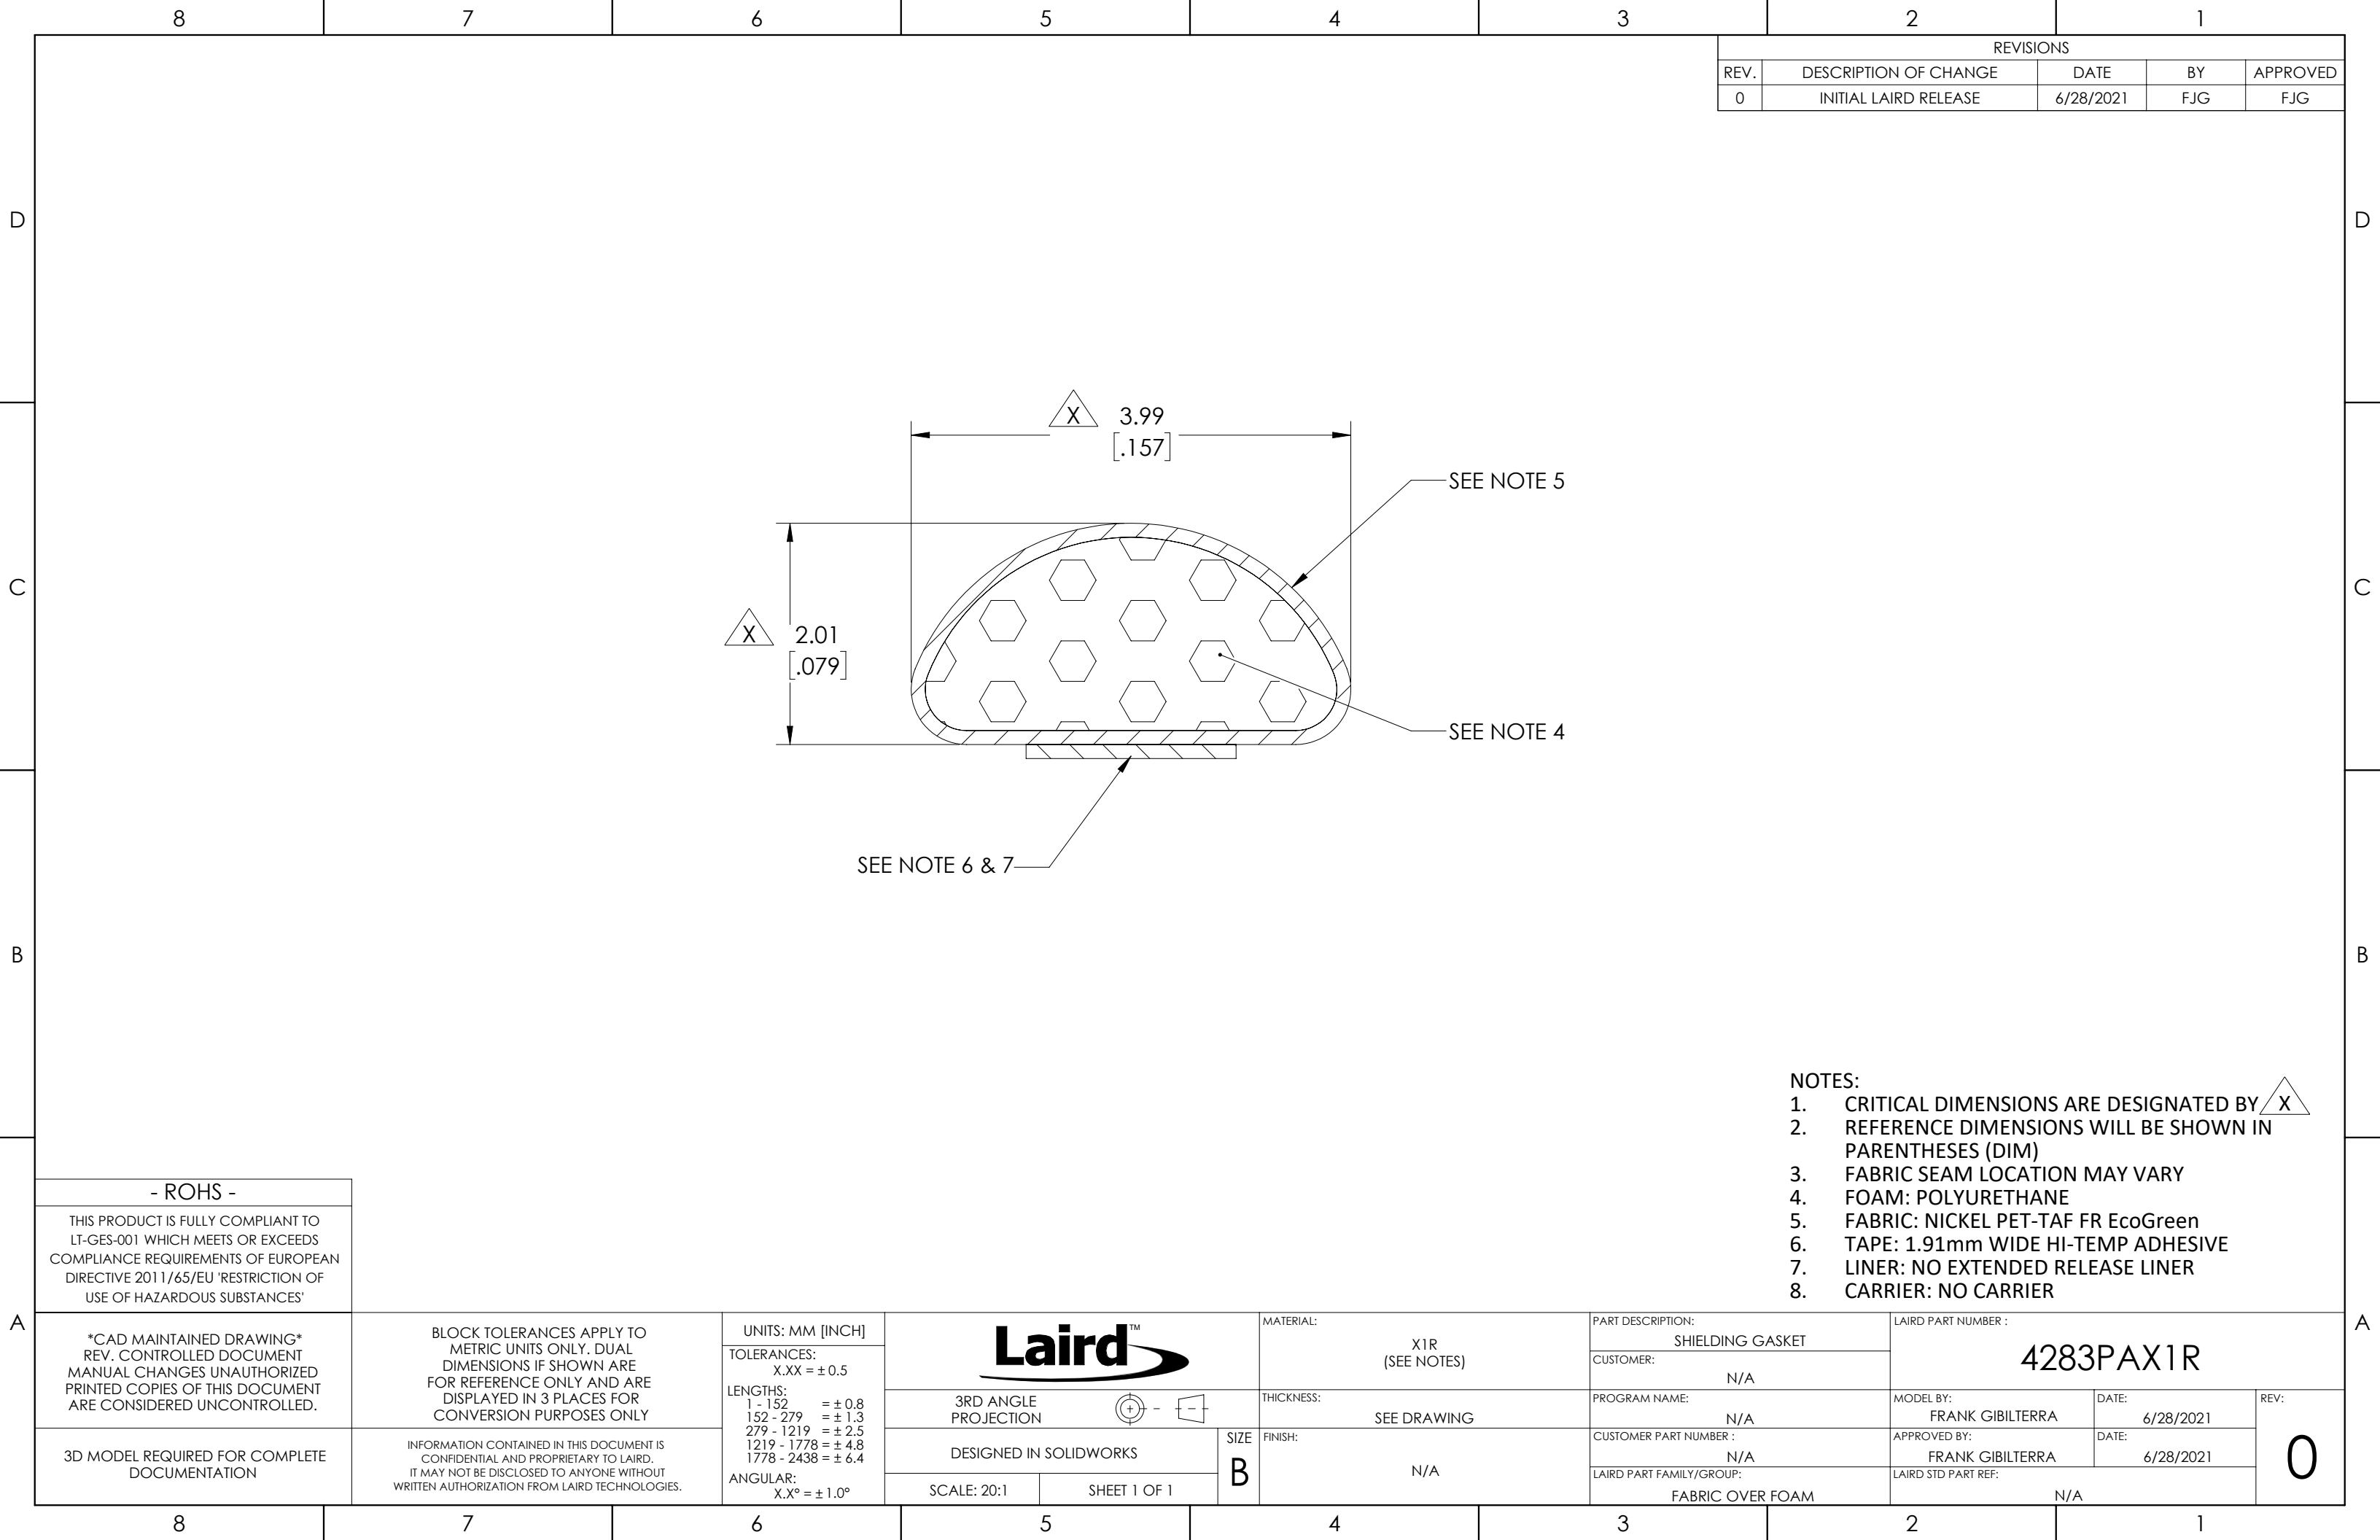 8 7 6 5 4 3 2 1
REVISIONS
REV. DESCRIPTION OF CHANGE DATE BY APPROVED
0 INITIAL LAIRD RELEASE 6/28/2021 FJG FJG
D D
X 3.99
[.157]
SEE NOTE 5
C C
X 2.01
[.079]
SEE NOTE 4
SEE NOTE 6 & 7
B B
NOTES:
1. CRITICAL DIMENSIONS ARE DESIGNATED BY X
2. REFERENCE DIMENSIONS WILL BE SHOWN IN
PARENTHESES (DIM)
3. FABRIC SEAM LOCATION MAY VARY
4. FOAM: POLYURETHANE
5. FABRIC: NICKEL PET-TAF FR EcoGreen
6. TAPE: 1.91mm WIDE HI-TEMP ADHESIVE
7. LINER: NO EXTENDED RELEASE LINER
8. CARRIER: NO CARRIER
- ROHS -
THIS PRODUCT IS FULLY COMPLIANT TO
LT-GES-001 WHICH MEETS OR EXCEEDS
COMPLIANCE REQUIREMENTS OF EUROPEAN
DIRECTIVE 2011/65/EU 'RESTRICTION OF
USE OF HAZARDOUS SUBSTANCES'
A A
*CAD MAINTAINED DRAWING*
REV. CONTROLLED DOCUMENT
MANUAL CHANGES UNAUTHORIZED
PRINTED COPIES OF THIS DOCUMENT
ARE CONSIDERED UNCONTROLLED.
3D MODEL REQUIRED FOR COMPLETE
DOCUMENTATION
BLOCK TOLERANCES APPLY TO
METRIC UNITS ONLY. DUAL
DIMENSIONS IF SHOWN ARE
FOR REFERENCE ONLY AND ARE
DISPLAYED IN 3 PLACES FOR
CONVERSION PURPOSES ONLY
INFORMATION CONTAINED IN THIS DOCUMENT IS
CONFIDENTIAL AND PROPRIETARY TO LAIRD.
IT MAY NOT BE DISCLOSED TO ANYONE WITHOUT
WRITTEN AUTHORIZATION FROM LAIRD TECHNOLOGIES.
UNITS: MM [INCH]
TOLERANCES:
X.XX = ± 0.5
LENGTHS:
1 - 152 = ± 0.8
152 - 279 = ± 1.3
279 - 1219 = ± 2.5
1219 - 1778 = ± 4.8
1778 - 2438 = ± 6.4
ANGULAR:
X.X° = ± 1.0°
Laird™
3RD ANGLE
PROJECTION
DESIGNED IN SOLIDWORKS
SCALE: 20:1 SHEET 1 OF 1
SIZE
B
MATERIAL:
X1R
(SEE NOTES)
THICKNESS:
SEE DRAWING
FINISH:
N/A
PART DESCRIPTION:
SHIELDING GASKET
CUSTOMER:
N/A
PROGRAM NAME:
N/A
CUSTOMER PART NUMBER :
N/A
LAIRD PART FAMILY/GROUP:
FABRIC OVER FOAM
LAIRD PART NUMBER :
4283PAX1R
MODEL BY: DATE:
FRANK GIBILTERRA 6/28/2021
APPROVED BY: DATE:
FRANK GIBILTERRA 6/28/2021
LAIRD STD PART REF:
N/A
REV:
0
8 7 6 5 4 3 2 1